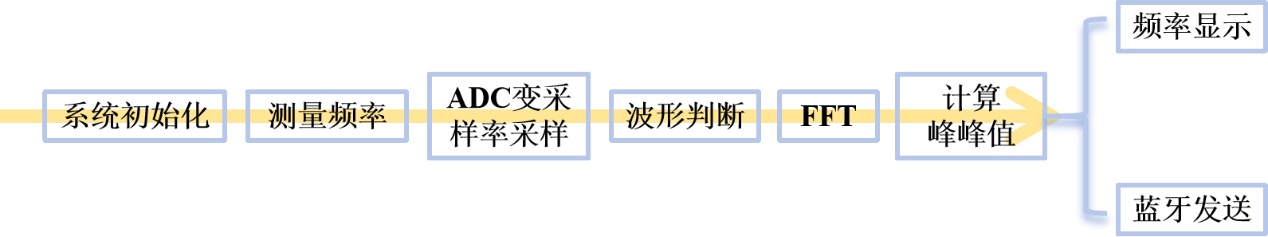 系统初始化
测量频率
ADC变采
样率采样
波形判断
FFT
计算
峰峰值
频率显示
蓝牙发送